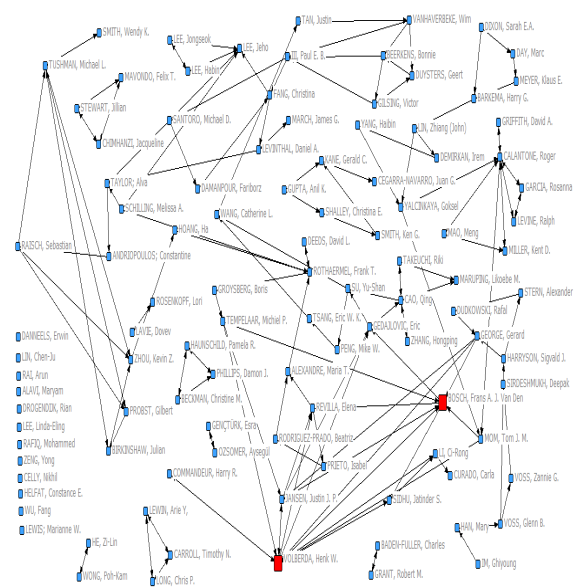 TAN, Justin
VANHAVERBEKE, Wim
DIXON, Sarah E.A.
SMITH, Wendy K.
LEE, Jongseok
LEE, Jeho
Paul E. B.
BEERKENS, Bonnie
DAY, Marc
TUSHMAN, Michael L.
LEE, Habin
MAVONDO, Felix T.
DUYSTERS, Geert
MEYER, Klaus E.
FANG, Christina
GILSING, Victor
BARKEMA, Harry G.
STEWART, Jillian
SANTORO, Michael D.
MARCH, James G.
YANG, Haibin
LIN, Zhiang (John)
GRIFFITH, David A.
CHIMHANZI, Jacqueline
LEVINTHAL, Daniel A.
KANE, Gerald C.
DEMIRKAN, Irem
CALANTONE, Roger
TAYLOR; Alva
DAMANPOUR, Fariborz
GUPTA, Anil K.
CEGARRA-NAVARRO, Juan G.
GARCIA, Rosanna
SCHILLING, Melissa A.
WANG, Catherine L.
SHALLEY, Christina E.
YALCINKAYA, Goksel
LEVINE, Ralph
HOANG, Ha
SMITH, Ken G.
MAO, Meng
RAISCH, Sebastian
DEEDS, David L.
MILLER, Kent D.
ANDRIOPOULOS; Constantine
ROTHAERMEL, Frank T.
TAKEUCHI, Riki
MARUPING, Likoebe M.
GROYSBERG, Boris
SU, Yu-Shan
STERN, Alexander
ROSENKOPF, Lori
CAO, Qing
TEMPELAAR, Michiel P.
TSANG, Eric W. K.
DUDKOWSKI, Rafal
LAVIE, Dovev
GEDAJLOVIC, Eric
DANNEELS, Erwin
GEORGE, Gerard
ZHANG, Hongping
HAUNSCHILD, Pamela R.
PENG, Mike W.
LIN, Chen-Ju
ZHOU, Kevin Z.
HARRYSON, Sigvald J.
RAI, Arun
PHILLIPS, Damon J.
ALEXANDRE, Maria T.
SIRDESHMUKH, Deepak
ALAVI, Maryam
BECKMAN, Christine M.
BOSCH, Frans A. J. Van Den
DROGENDIJN, Rian
PROBST, Gilbert
REVILLA, Elena
LEE, Linda-Eling
GENÇTÜRK, Esra
RODRIGUEZ-PRADO, Beatriz
MOM, Tom J. M.
RAFIQ, Mohammed
BIRKINSHAW, Julian
OZSOMER, Avsegül
LI, Ci-Rong
ZENG, Yong
PRIETO, Isabel
COMMANDEUR, Harry R.
CURADO, Carla
VOSS, Zannie G.
CELLY, Nikhil
HELFAT, Constance E.
JANSEN, Justin J. P.
SIDHU, Jatinder S.
WU, Fang
LEWIN, Arie Y,
HAN, Mary
VOSS, Glenn B.
LEWIS; Marianne W.
HE, Zi-Lin
CARROLL, Timothy N.
VOLBERDA, Henk W.
BADEN-FULLER, Charles
IM, Ghiyoung
WONG, Poh-Kam
LONG, Chris P.
GRANT, Robert M.